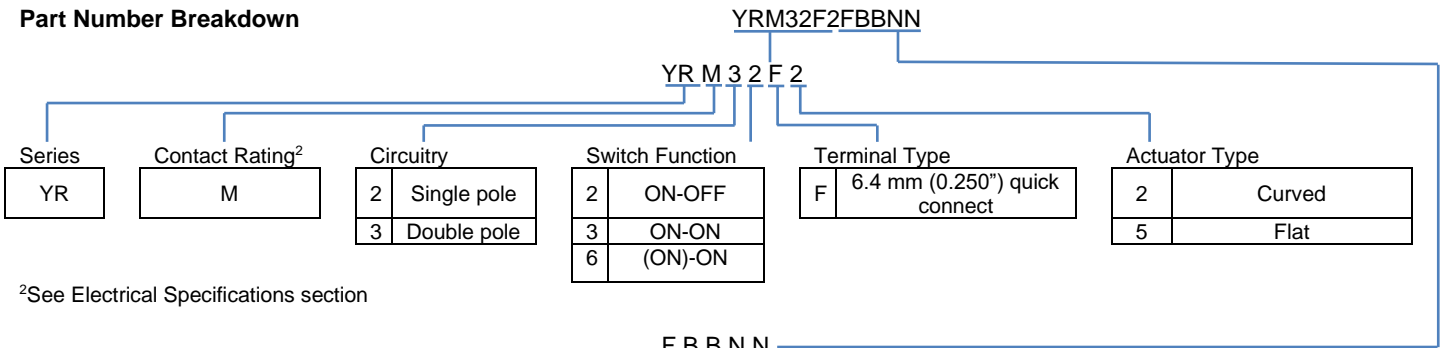 Part Number Breakdown
YRM32F2FBBNN
YR M 3 2 F 2
Series
Contact Rating2
Circuitry
Switch Function
Terminal Type
Actuator Type
YR
M
2 Single pole
3 Double pole
2 ON-OFF
3 ON-ON
6 (ON)-ON
F 6.4 mm (0.250”) quick
connect
2 Curved
5 Flat
2See Electrical Specifications section
F B B N N